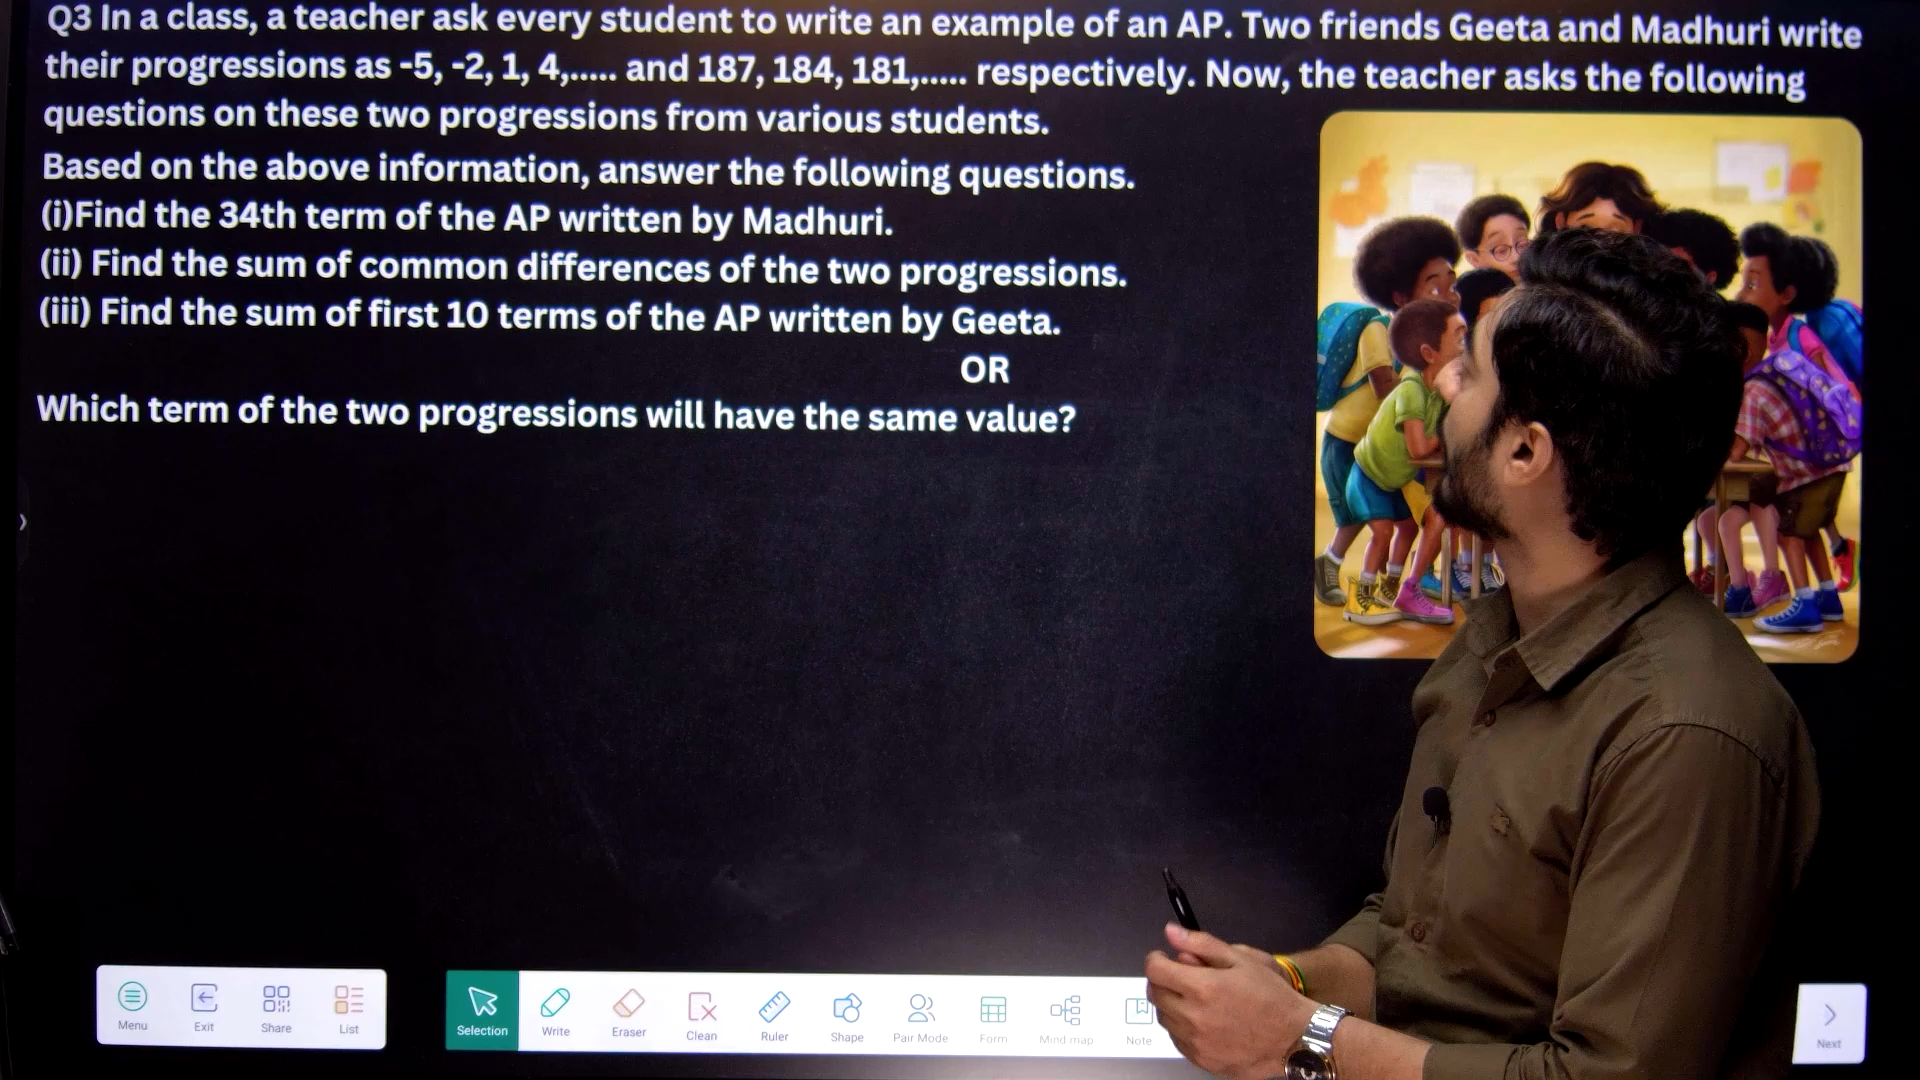 Q3 In a class, a teacher ask every student to write an example of an AP. Two friends Geeta and Madhuri write
their progressions as -5, -2, 1, 4,..... and 187, 184, 181,..... respectively. Now, the teacher asks the following
questions on these two progressions from various students.
Based on the above information, answer the following questions.
(i)Find the 34th term of the AP written by Madhuri.
(ii) Find the sum of common differences of the two progressions.
(iii) Find the sum of first 10 terms of the AP written by Geeta.
OR
Which term of the two progressions will have the same value?
Menu Exit Share List Selection Write Eraser Clean Ruler Shape Pair Mode Form Mind map Note Next